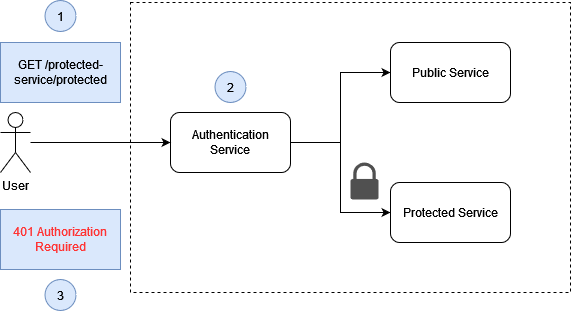 1
GET /protected-
service/protected
User
2
Authentication
Service
Public Service
Protected Service
401 Authorization
Required
3